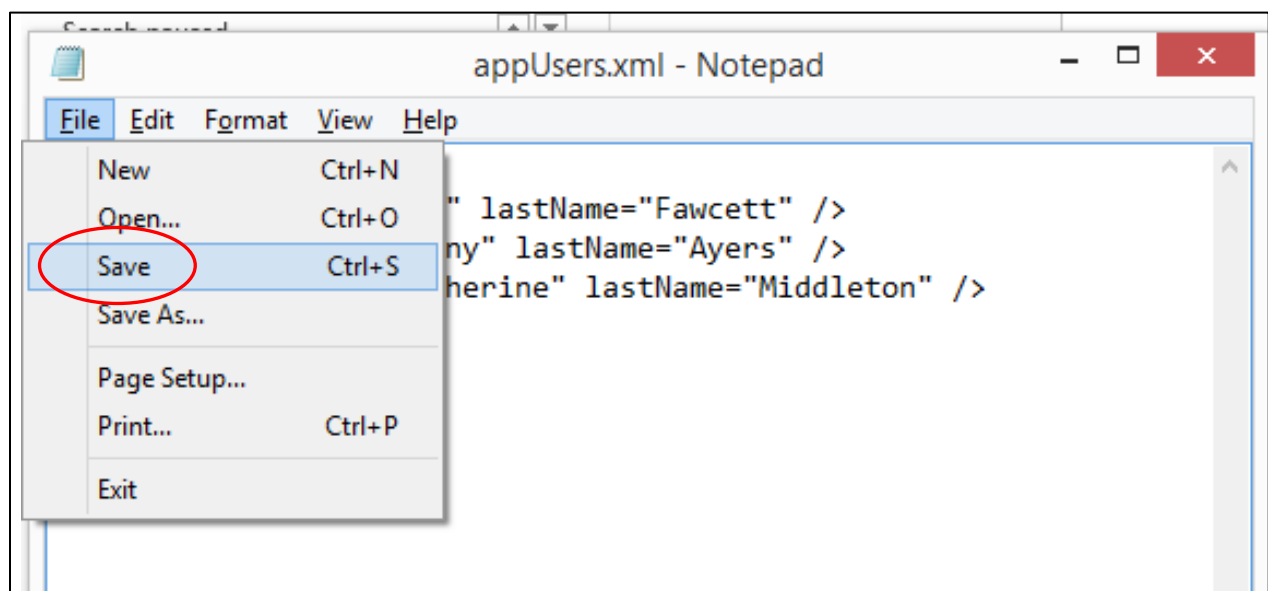 appUsers.xml - Notepad
File Edit Format View Help
New Ctrl+N
" lastName="Fawcett" />
Open... Ctrl+O
ny" lastName="Ayers" />
Save Ctrl+S
herine" lastName="Middleton" />
Save As...
Page Setup...
Print... Ctrl+P
Exit